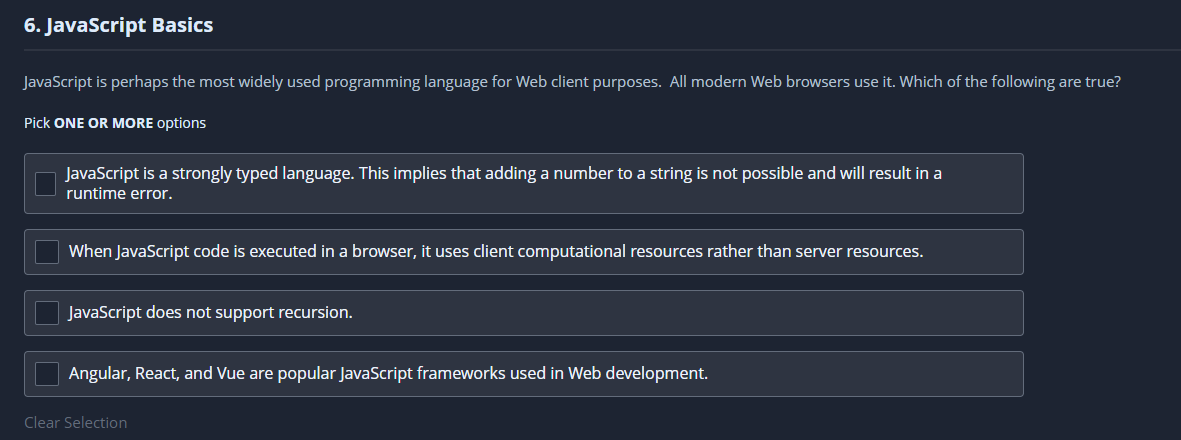 6. JavaScript Basics
JavaScript is perhaps the most widely used programming language for Web client purposes.  All modern Web browsers use it. Which of the following are true?
Pick ONE OR MORE options
JavaScript is a strongly typed language. This implies that adding a number to a string is not possible and will result in a
runtime error.
When JavaScript code is executed in a browser, it uses client computational resources rather than server resources.
JavaScript does not support recursion.
Angular, React, and Vue are popular JavaScript frameworks used in Web development.
Clear Selection